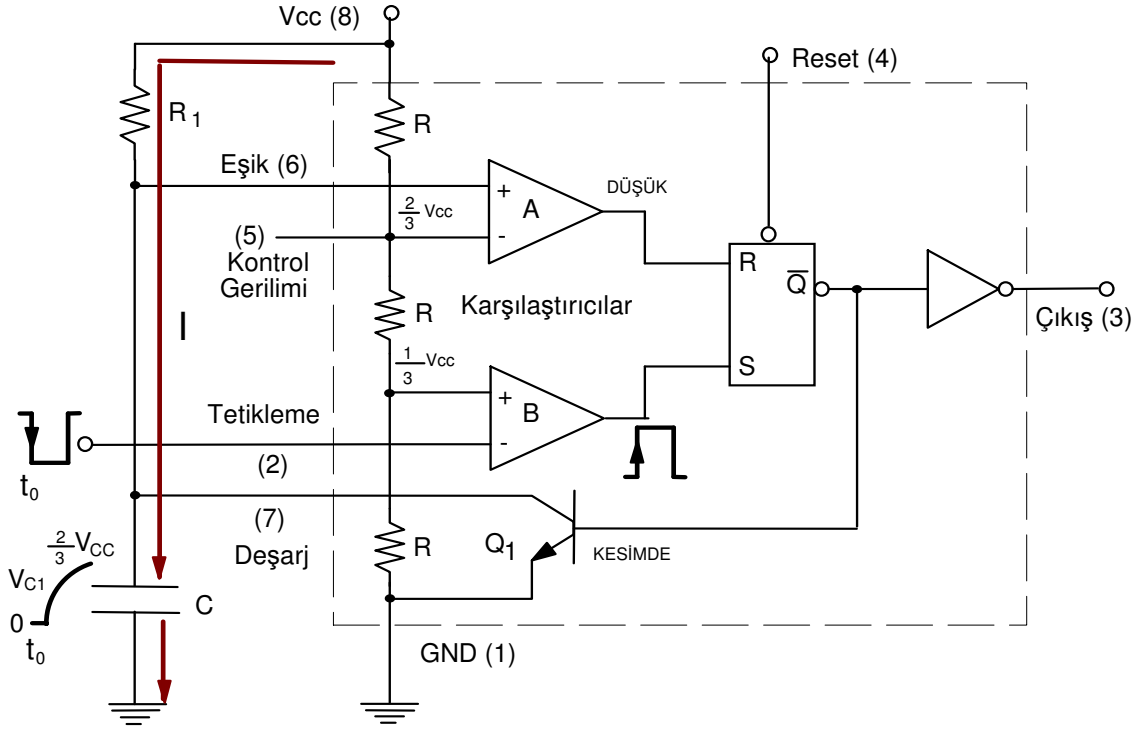 Vcc (8)
Reset (4)
R 1
R
Eşik (6)
DÜŞÜK
A
+
-
2/3 Vcc
(5)
Kontrol
Gerilimi
R
Q̅
Karşılaştırıcılar
R
Çıkış (3)
I
1/3 Vcc
S
Tetikleme
+
B
-
(2)
t0
(7)
Deşarj
R
Q1
KESİMDE
2/3 VCC
VC1
0
t0
C
GND (1)